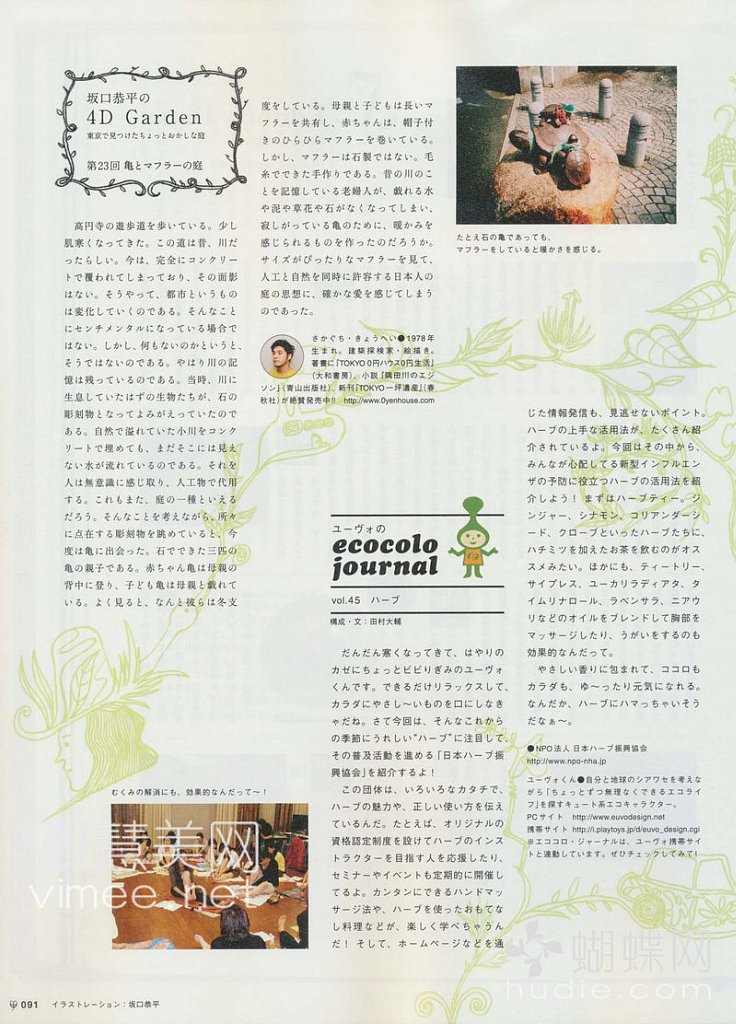 坂口恭平の
4D Garden
東京で見つけたちょっとおかしな庭
第23回 亀とマフラーの庭
　高円寺の遊歩道を歩いている。少し
肌寒くなってきた。この道は昔、川だ
ったらしい。今は、完全にコンクリー
トで覆われてしまっており、その面影
はない。そうやって、都市というもの
は変化していくのである。そんなこと
にセンチメンタルになっている場合で
はない。しかし、何もないのかというと、
そうではないのである。やはり川の記
憶は残っているのである。当時、川に
生息していたはずの生物たちが、石の
彫刻物となってよみがえっていたので
ある。自然で溢れていた小川をコンク
リートで埋めても、まだそこには見え
ない水が流れているのである。それを
人は無意識に感じ取り、人工物で代用
する。これもまた、庭の一種といえる
だろう。そんなことを考えながら、所々
に点在する彫刻物を眺めていると、今
度は亀に出会った。石でできた三匹の
亀の親子である。赤ちゃん亀は母親の
背中に登り、子ども亀は母親と戯れて
いる。よく見ると、なんと彼らは冬支
度をしている。母親と子どもは長いマ
フラーを共有し、赤ちゃんは、帽子付
きのひらひらマフラーを巻いている。
しかし、マフラーは石製ではない。毛
糸でできた手作りである。昔の川のこ
とを記憶している老婦人が、戯れる水
や泥や草花や石がなくなってしまい、
寂しがっている亀のために、暖かみを
感じられるものを作ったのだろうか。
サイズがぴったりなマフラーを見て、
人工と自然を同時に許容する日本人の
庭の思想に、確かな愛を感じてしまう
のであった。
たとえ石の亀であっても、
マフラーをしていると暖かさを感じる。
さかぐち・きょうへい●1978年
生まれ。建築探検家・絵描き。
著書に『TOKYO 0円ハウス0円生活』
（大和書房）、小説『隅田川のエジ
ソン』（青山出版社）、新刊『TOKYO一坪遺産』（春
秋社）が絶賛発売中!! http://www.0yenhouse.com
ユーヴォの
ecocolo
journal
vol.45　ハーブ
構成・文：田村大輔
　だんだん寒くなってきて、はやりの
カゼにちょっとビビりぎみのユーヴォ
くんです。できるだけリラックスして、
カラダにやさし〜いものを口にしなき
ゃだね。さて今回は、そんなこれから
の季節にうれしい“ハーブ”に注目して、
その普及活動を進める「日本ハーブ振
興協会」を紹介するよ！
　この団体は、いろいろなカタチで、
ハーブの魅力や、正しい使い方を伝え
ているんだ。たとえば、オリジナルの
資格認定制度を設けてハーブのインス
トラクターを目指す人を応援したり、
セミナーやイベントも定期的に開催し
てるよ。カンタンにできるハンドマッ
サージ法や、ハーブを使ったおもてな
し料理などが、楽しく学べちゃうん
だ！ そして、ホームページなどを通
じた情報発信も、見逃せないポイント。
ハーブの上手な活用法が、たくさん紹
介されているよ。今回はその中から、
みんなが心配してる新型インフルエン
ザの予防に役立つハーブの活用法を紹
介しよう！ まずはハーブティー。ジ
ンジャー、シナモン、コリアンダーシ
ード、クローブといったハーブたちに、
ハチミツを加えたお茶を飲むのがオス
スメみたい。ほかにも、ティートリー、
サイプレス、ユーカリラディアタ、タ
イムリナロール、ラベンサラ、ニアウ
リなどのオイルをブレンドして胸部を
マッサージしたり、うがいをするのも
効果的なんだって。
　やさしい香りに包まれて、ココロも
カラダも、ゆ〜ったり元気になれる。
なんだか、ハーブにハマっちゃいそう
だなぁ〜。
●NPO法人 日本ハーブ振興協会
http://www.npo-nha.jp
ユーヴォくん●自分と地球のシアワセを考えな
がら「ちょっとずつ無理なくできるエコライ
フ」を探すキュート系エコキャラクター。
PCサイト　http://www.euvodesign.net
携帯サイト http://i.playtoys.jp/d/euvo_design.cgi
※エココロ・ジャーナルは、ユーヴォ携帯サイ
トと連動しています。ぜひチェックしてみて！
むくみの解消にも、効果的なんだって〜！
慧美网
vimee.net
蝴蝶网
hudie.com
091　イラストレーション：坂口恭平